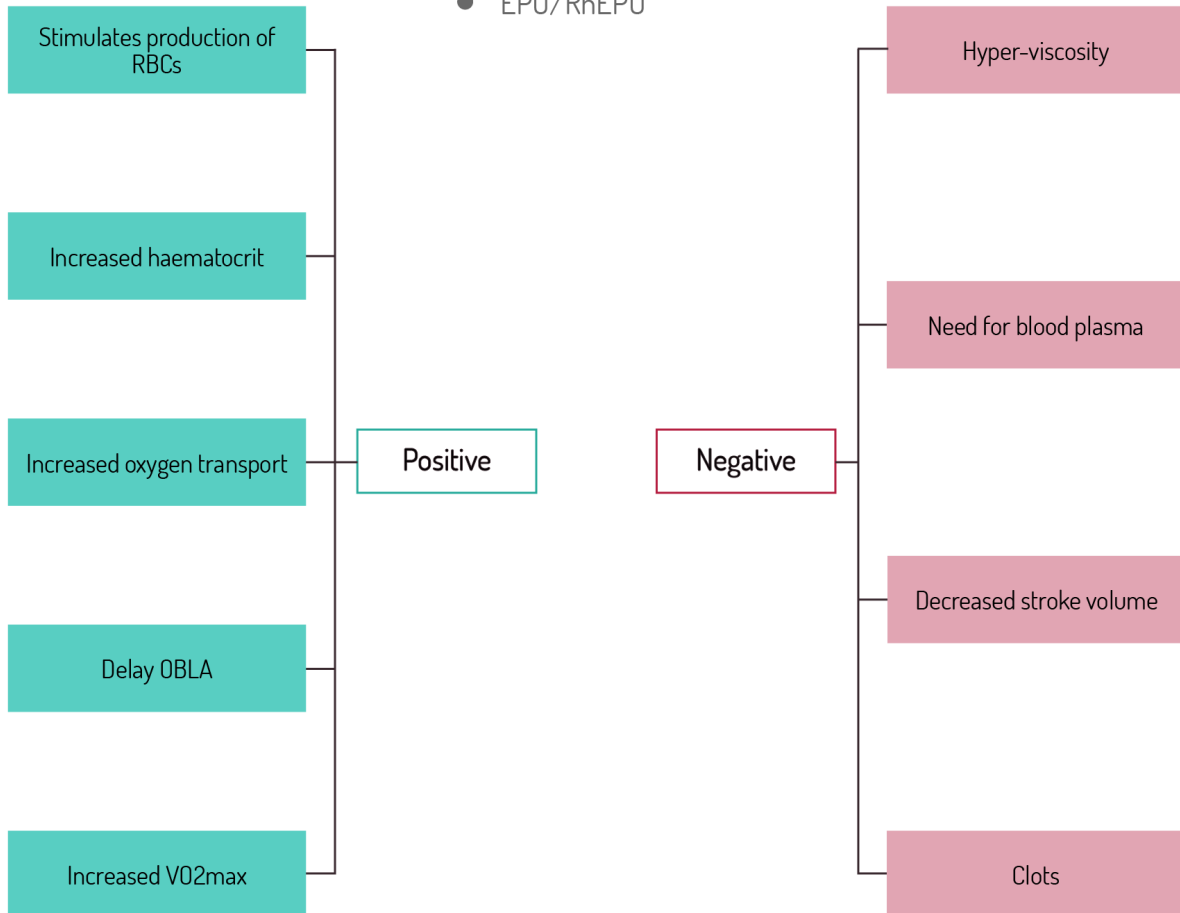 EPO/RhEPO
Stimulates production of
RBCs
Increased haematocrit
Increased oxygen transport
Delay OBLA
Increased VO2max
Positive
Negative
Hyper-viscosity
Need for blood plasma
Decreased stroke volume
Clots